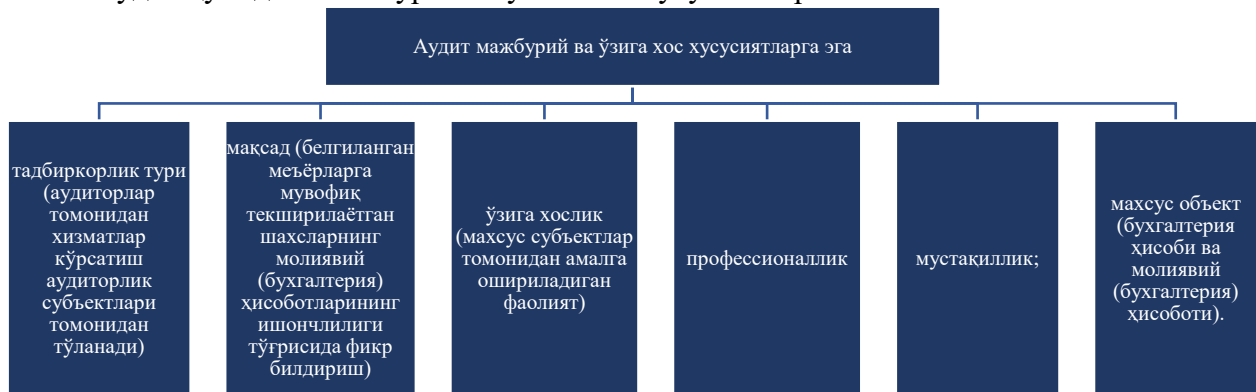 Аудит мажбурий ва ўзига хос хусусиятларга эга
тадбиркорлик тури
(аудиторлар
томонидан
хизматлар
кўрсатиш
аудиторлик
субъектлари
томонидан
тўланади)
мақсад (белгиланган
меъёрларга
мувофиқ
текширилаётган
шахсларнинг
молиявий
(бухгалтерия)
ҳисоботларининг
ишончлилиги
тўғрисида фикр
билдириш)
ўзига хослик
(махсус субъектлар
томонидан амалга
ошириладиган
фаолият)
профессионаллик
мустақиллик;
махсус объект
(бухгалтерия
ҳисоби ва
молиявий
(бухгалтерия)
ҳисоботи).